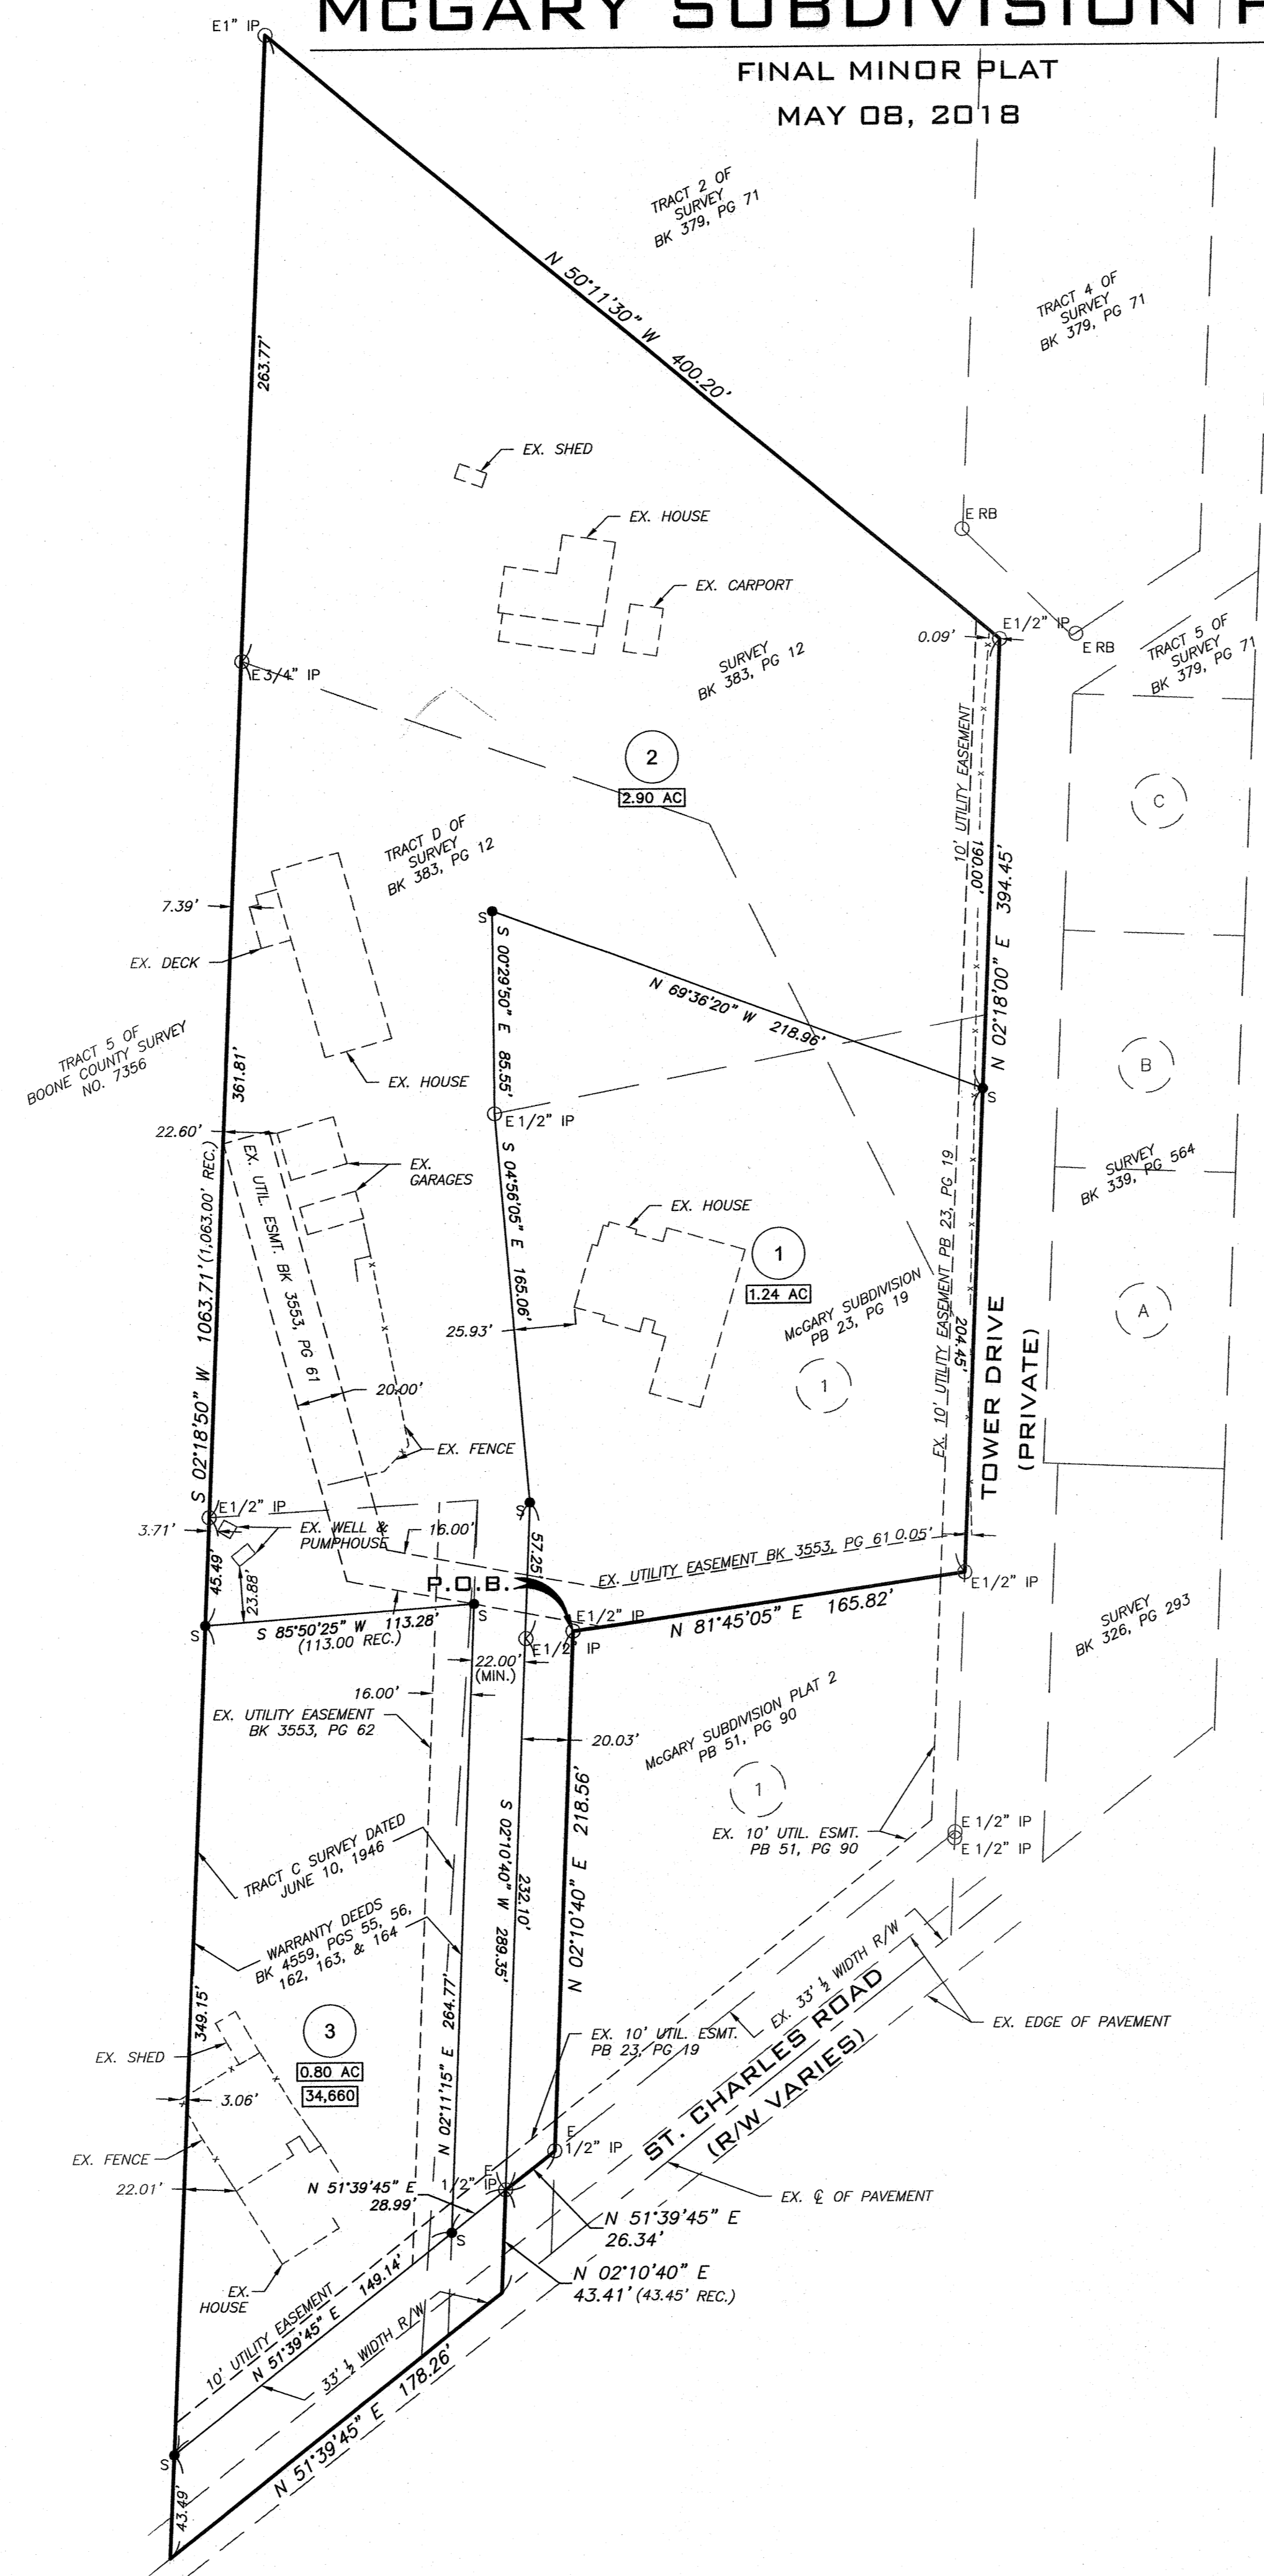 McGARY SUBDIVISION
FINAL MINOR PLAT
MAY 08, 2018
E1" IP
TRACT 2 OF
SURVEY
BK 379, PG 71
N 50°11'30" W 400.20'
TRACT 4 OF
SURVEY
BK 379, PG 71
263.77'
EX. SHED
EX. HOUSE
EX. CARPORT
E RB
E1/2" IP
0.09'
E RB
TRACT 5 OF
SURVEY
BK 379, PG 71
E3/4" IP
SURVEY
BK 383, PG 12
2
2.90 AC
10' UTILITY EASEMENT
190.00'
N 02°18'00" E 394.45'
C
TRACT D OF
SURVEY
BK 383, PG 12
7.39'
EX. DECK
S
S 00°29'50" E 85.55'
N 69°36'20" W 218.96'
TRACT 5 OF
BOONE COUNTY SURVEY
NO. 7356
361.81'
EX. HOUSE
E1/2" IP
S
B
22.60'
EX. UTIL. ESMT. BK 3553, PG 61
EX.
GARAGES
S 04°56'05" E 165.06'
EX. HOUSE
1
1.24 AC
SURVEY
BK 339, PG 564
S 02°18'50" W 1063.71' (1,063.00' REC.)
25.93'
McGARY SUBDIVISION
PB 23, PG 19
1
EX. 10' UTILITY EASEMENT PB 23, PG 19
204.45'
TOWER DRIVE
(PRIVATE)
A
20.00'
EX. FENCE
E1/2" IP
3.71'
EX. WELL &
PUMPHOUSE
16.00'
S
57.25'
EX. UTILITY EASEMENT BK 3553, PG 61
0.05'
E1/2" IP
45.49'
23.88'
P.O.B.
E1/2" IP
N 81°45'05" E 165.82'
S
S 85°50'25" W 113.28'
(113.00 REC.)
S
E1/2" IP
22.00'
(MIN.)
SURVEY
BK 326, PG 293
16.00'
EX. UTILITY EASEMENT
BK 3553, PG 62
20.03'
McGARY SUBDIVISION PLAT 2
PB 51, PG 90
1
N 02°10'40" E 218.56'
S 02°10'40" W 289.35'
232.10'
EX. 10' UTIL. ESMT.
PB 51, PG 90
E 1/2" IP
E 1/2" IP
TRACT C SURVEY DATED
JUNE 10, 1946
WARRANTY DEEDS
BK 4559, PGS 55, 56,
162, 163, & 164
349.15'
N 02°11'15" E 264.77'
3
0.80 AC
34,660
EX. SHED
3.06'
EX. FENCE
22.01'
EX. 10' UTIL. ESMT.
PB 23, PG 19
EX. 33' ½ WIDTH R/W
ST. CHARLES ROAD
(R/W VARIES)
EX. EDGE OF PAVEMENT
E
1/2" IP
E
1/2" IP
N 51°39'45" E
28.99'
S
EX. ℄ OF PAVEMENT
N 51°39'45" E
26.34'
N 02°10'40" E
43.41' (43.45' REC.)
EX.
HOUSE
10' UTILITY EASEMENT
N 51°39'45" E 149.14'
33' ½ WIDTH R/W
N 51°39'45" E 178.26'
S
43.49'